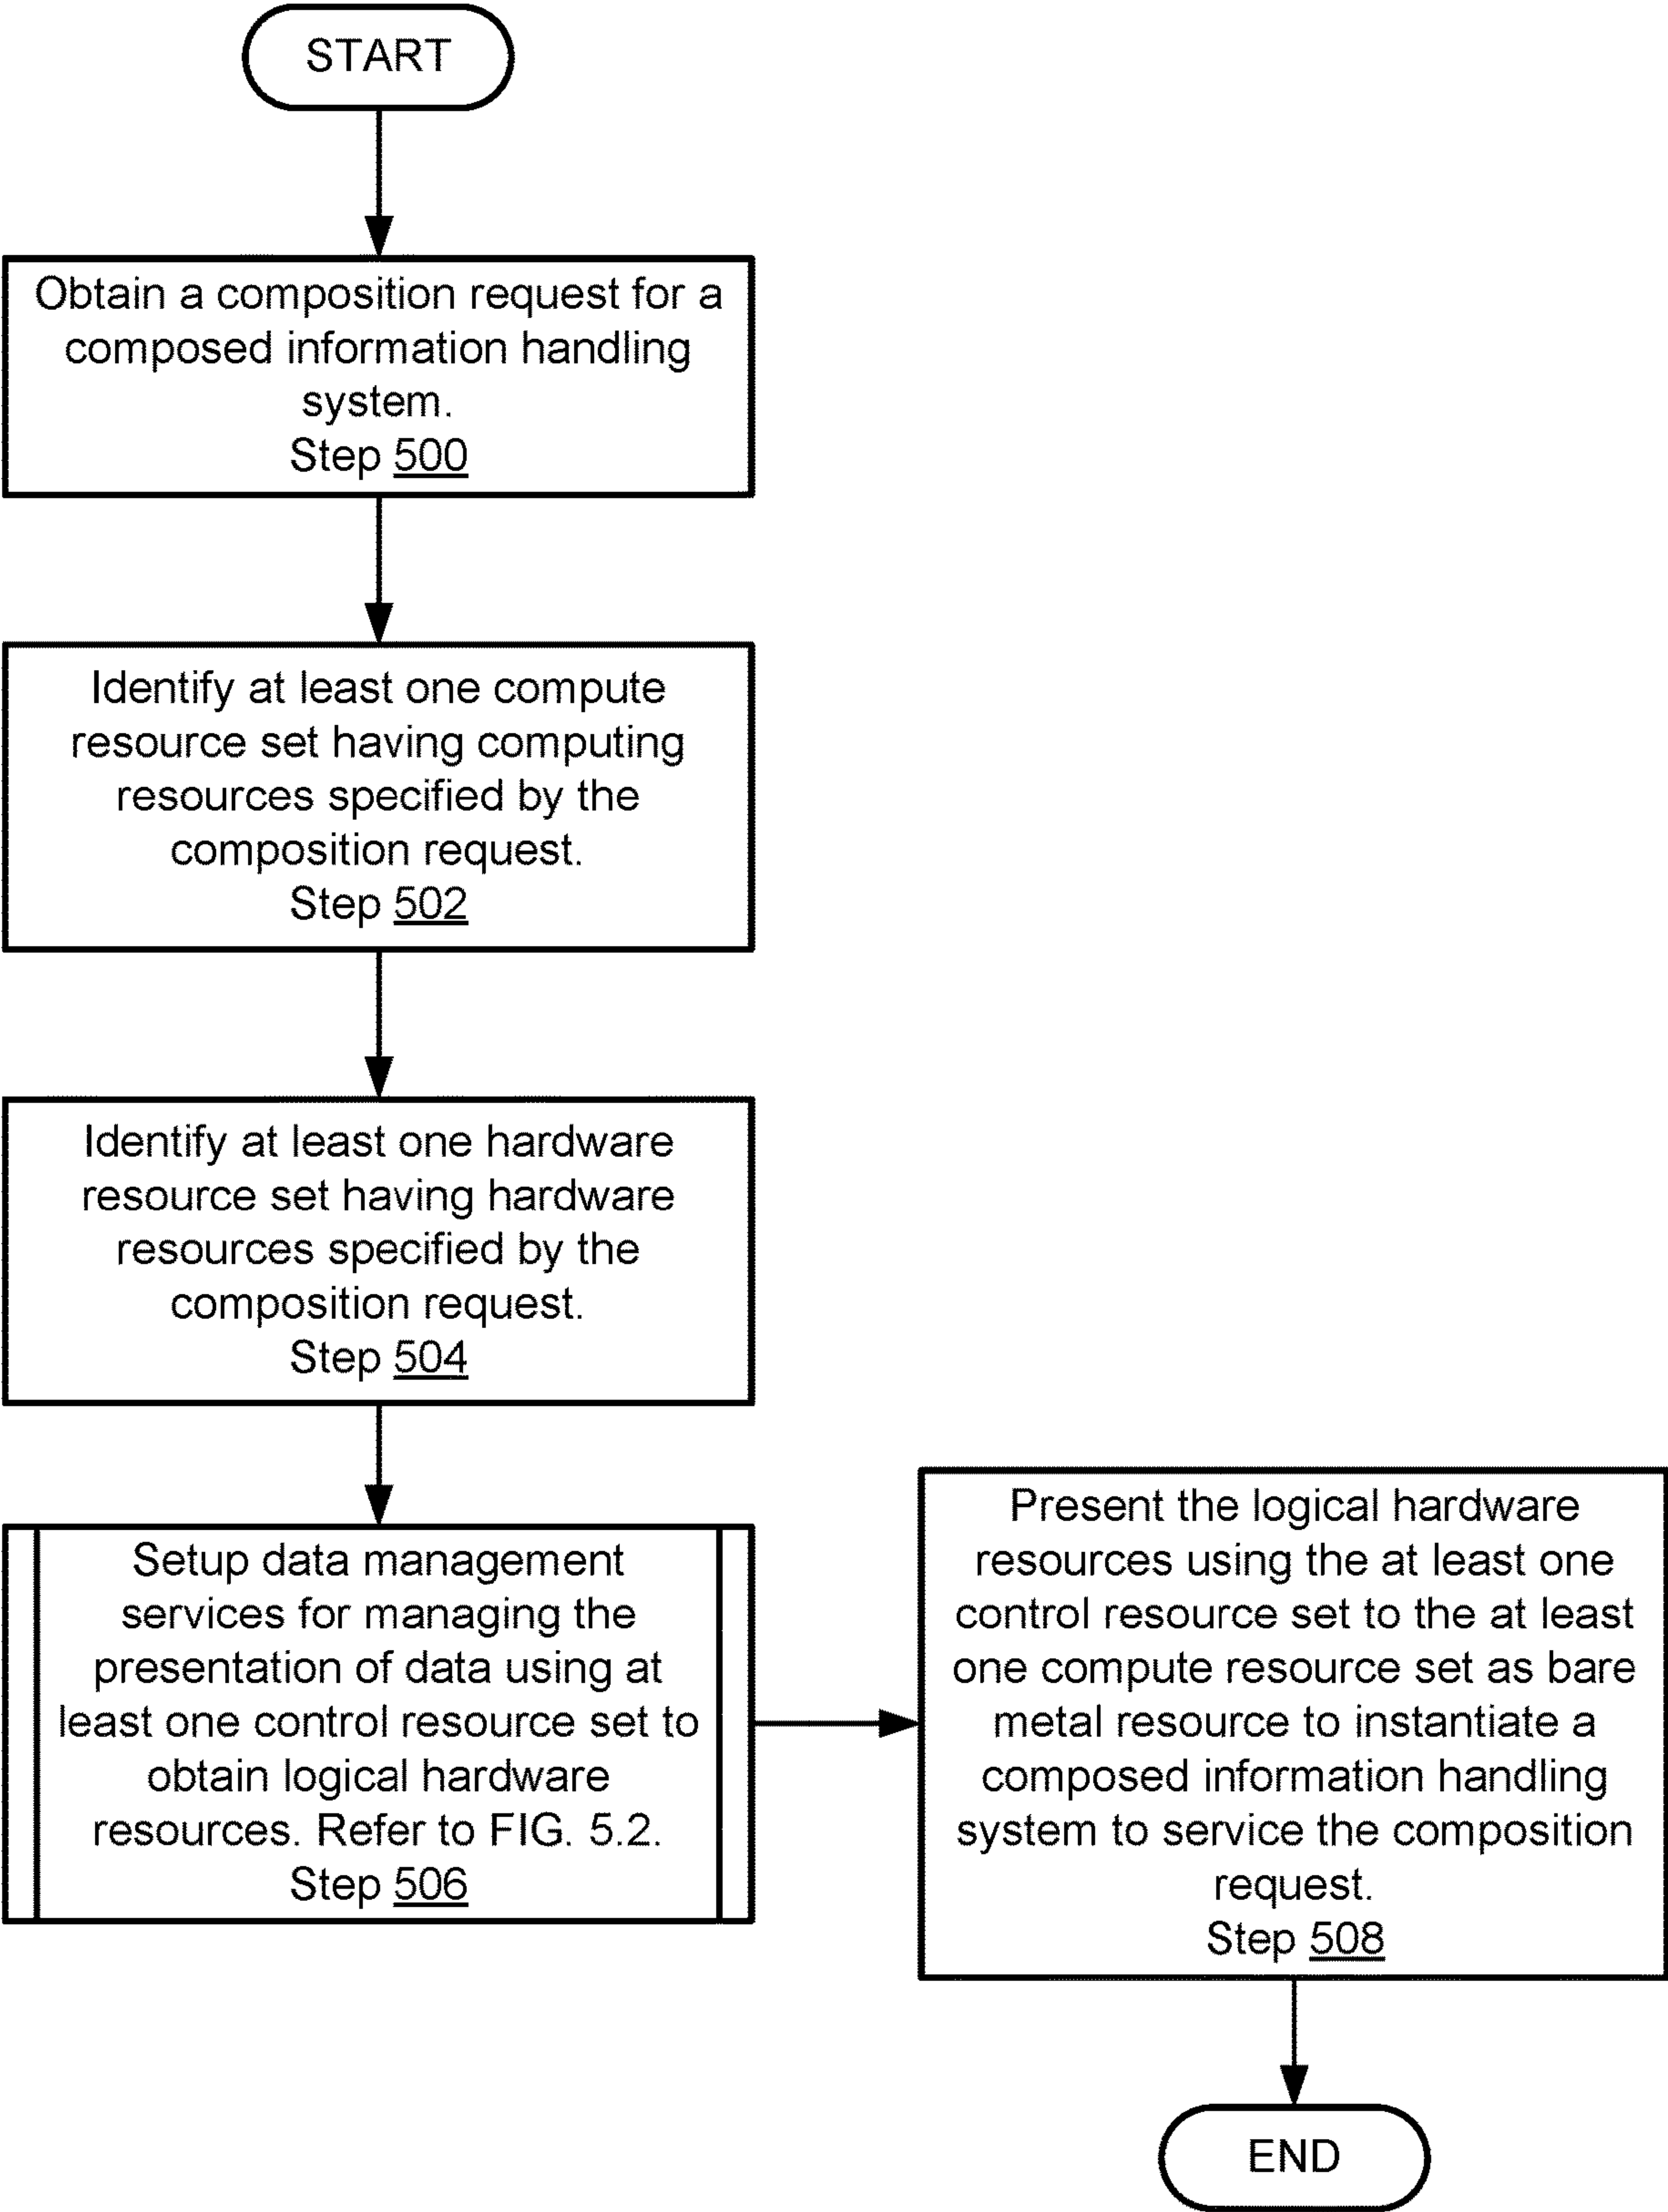 START
Obtain a composition request for a
composed information handling
system.
Step 500
Identify at least one compute
resource set having computing
resources specified by the
composition request.
Step 502
Identify at least one hardware
resource set having hardware
resources specified by the
composition request.
Step 504
Setup data management
services for managing the
presentation of data using at
least one control resource set to
obtain logical hardware
resources. Refer to FIG. 5.2.
Step 506
Present the logical hardware
resources using the at least one
control resource set to the at least
one compute resource set as bare
metal resource to instantiate a
composed information handling
system to service the composition
request.
Step 508
END